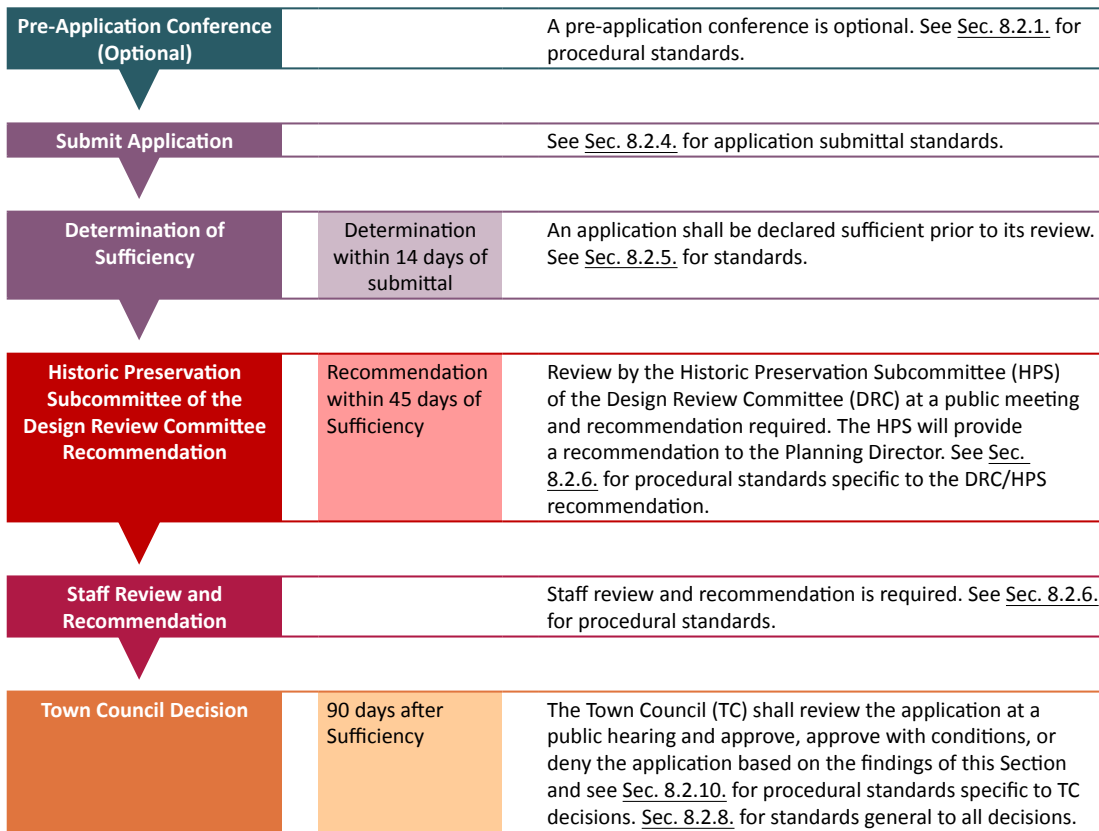 Pre-Application Conference
(Optional)
A pre-application conference is optional. See Sec. 8.2.1. for
procedural standards.
Submit Application
See Sec. 8.2.4. for application submittal standards.
Determination of
Sufficiency
Determination
within 14 days of
submittal
An application shall be declared sufficient prior to its review.
See Sec. 8.2.5. for standards.
Historic Preservation
Subcommittee of the
Design Review Committee
Recommendation
Recommendation
within 45 days of
Sufficiency
Review by the Historic Preservation Subcommittee (HPS)
of the Design Review Committee (DRC) at a public meeting
and recommendation required. The HPS will provide
a recommendation to the Planning Director. See Sec.
8.2.6. for procedural standards specific to the DRC/HPS
recommendation.
Staff Review and
Recommendation
Staff review and recommendation is required. See Sec. 8.2.6.
for procedural standards.
Town Council Decision
90 days after
Sufficiency
The Town Council (TC) shall review the application at a
public hearing and approve, approve with conditions, or
deny the application based on the findings of this Section
and see Sec. 8.2.10. for procedural standards specific to TC
decisions. Sec. 8.2.8. for standards general to all decisions.